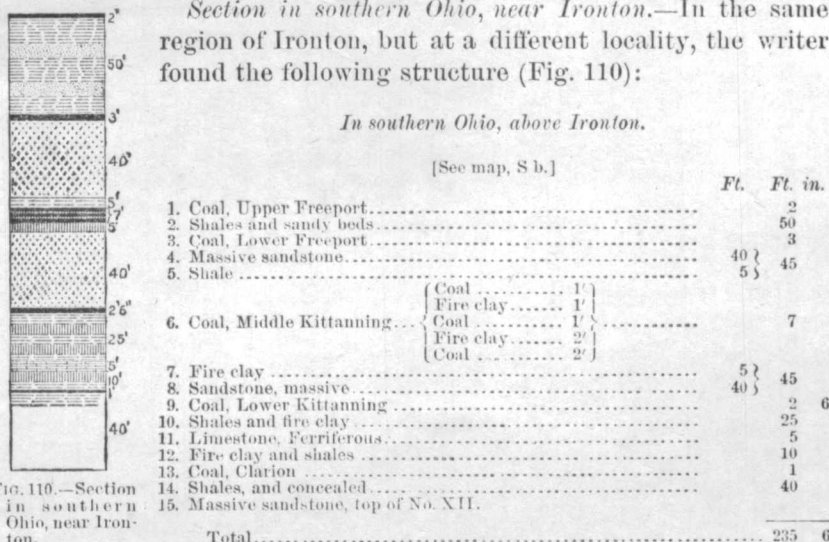 Section in southern Ohio, near Ironton.—In the same
region of Ironton, but at a different locality, the writer
found the following structure (Fig. 110):
In southern Ohio, above Ironton.
[See map, S b.]
Ft. Ft. in.
1. Coal, Upper Freeport 2
2. Shales and sandy beds 50
3. Coal, Lower Freeport 3
4. Massive sandstone 40 } 45
5. Shale 5 }
6. Coal, Middle Kittanning 7
{ Coal 1′ }
{ Fire clay 1′ }
{ Coal 1′ }
{ Fire clay 2′ }
{ Coal 2′ }
7. Fire clay 5 } 45
8. Sandstone, massive 40 }
9. Coal, Lower Kittanning 2 6
10. Shales and fire clay 25
11. Limestone, Ferriferous 5
12. Fire clay and shales 10
13. Coal, Clarion 1
14. Shales, and concealed 40
15. Massive sandstone, top of No. XII.
Total 235 6
2′
50′
3′
40′
5′
7′
5′
40′
2′6″
25′
5′
10′
1′
40′
FIG. 110.—Section
in southern
Ohio, near Iron-
ton.